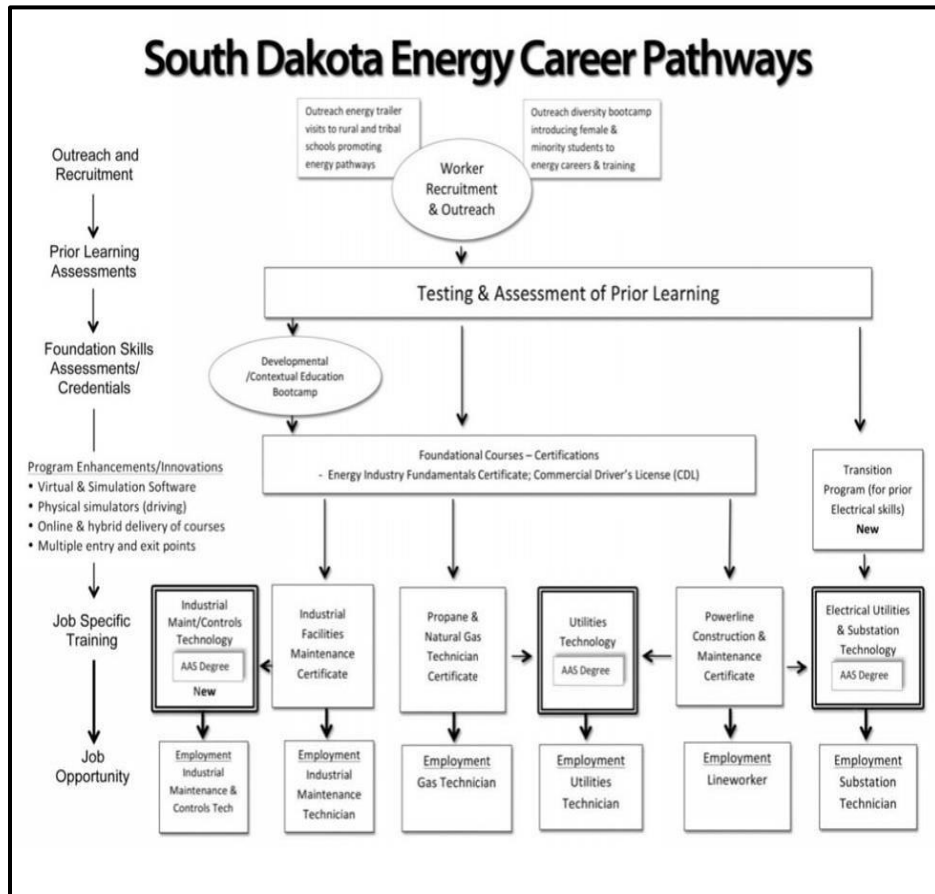 South Dakota Energy Career Pathways
Outreach energy trailer
visits to rural and tribal
schools promoting
energy pathways
Outreach diversity bootcamp
introducing female &
minority students to
energy careers & training
Worker
Recruitment
& Outreach
Outreach and
Recruitment
Prior Learning
Assessments
Testing & Assessment of Prior Learning
Foundation Skills
Assessments/
Credentials
Developmental
/Contextual Education
Bootcamp
Foundational Courses – Certifications
- Energy Industry Fundamentals Certificate; Commercial Driver's License (CDL)
Transition
Program (for prior
Electrical skills)
New
Program Enhancements/Innovations
• Virtual & Simulation Software
• Physical simulators (driving)
• Online & hybrid delivery of courses
• Multiple entry and exit points
Job Specific
Training
Industrial
Maint/Controls
Technology
AAS Degree
New
Industrial
Facilities
Maintenance
Certificate
Propane &
Natural Gas
Technician
Certificate
Utilities
Technology
AAS Degree
Powerline
Construction &
Maintenance
Certificate
Electrical Utilities
& Substation
Technology
AAS Degree
Job
Opportunity
Employment
Industrial
Maintenance &
Controls Tech
Employment
Industrial
Maintenance
Technician
Employment
Gas Technician
Employment
Utilities
Technician
Employment
Lineworker
Employment
Substation
Technician